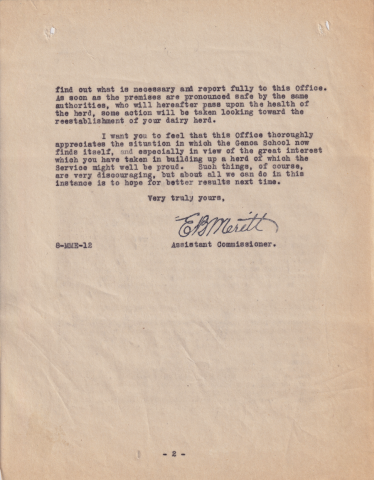 find out what is necessary and report fully to this Office.
As soon as the premises are pronounced safe by the same
authorities, who will hereafter pass upon the health of
the herd, some action will be taken looking toward the
reestablishment of your dairy herd.
I want you to feel that this Office thoroughly
appreciates the situation in which the Genoa School now
finds itself, and especially in view of the great interest
which you have taken in building up a herd of which the
Service might well be proud. Such things, of course,
are very discouraging, but about all we can do in this
instance is to hope for better results next time.
Very truly yours,
E B Meritt
8-MME-12
Assistant Commissioner.
- 2 -